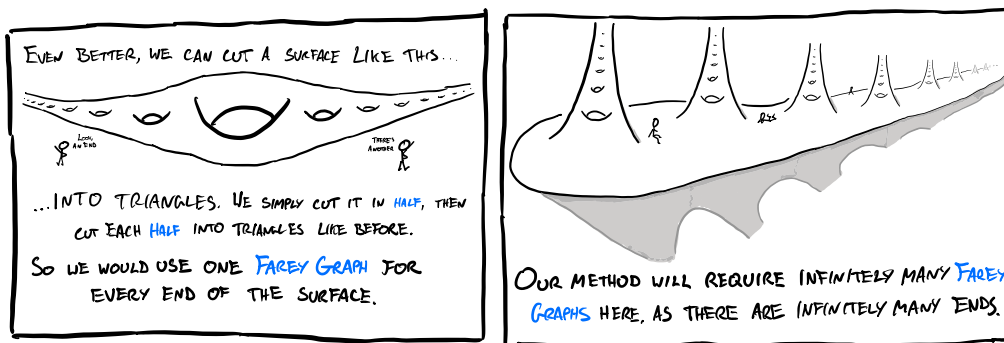 EVEN BETTER, WE CAN CUT A SURFACE LIKE THIS...
LOOK,
AN END
THERE'S
ANOTHER
...INTO TRIANGLES. WE SIMPLY CUT IT IN HALF, THEN
CUT EACH HALF INTO TRIANGLES LIKE BEFORE.
SO WE WOULD USE ONE FAREY GRAPH FOR
EVERY END OF THE SURFACE.
OUR METHOD WILL REQUIRE INFINITELY MANY FAREY
GRAPHS HERE, AS THERE ARE INFINITELY MANY ENDS.